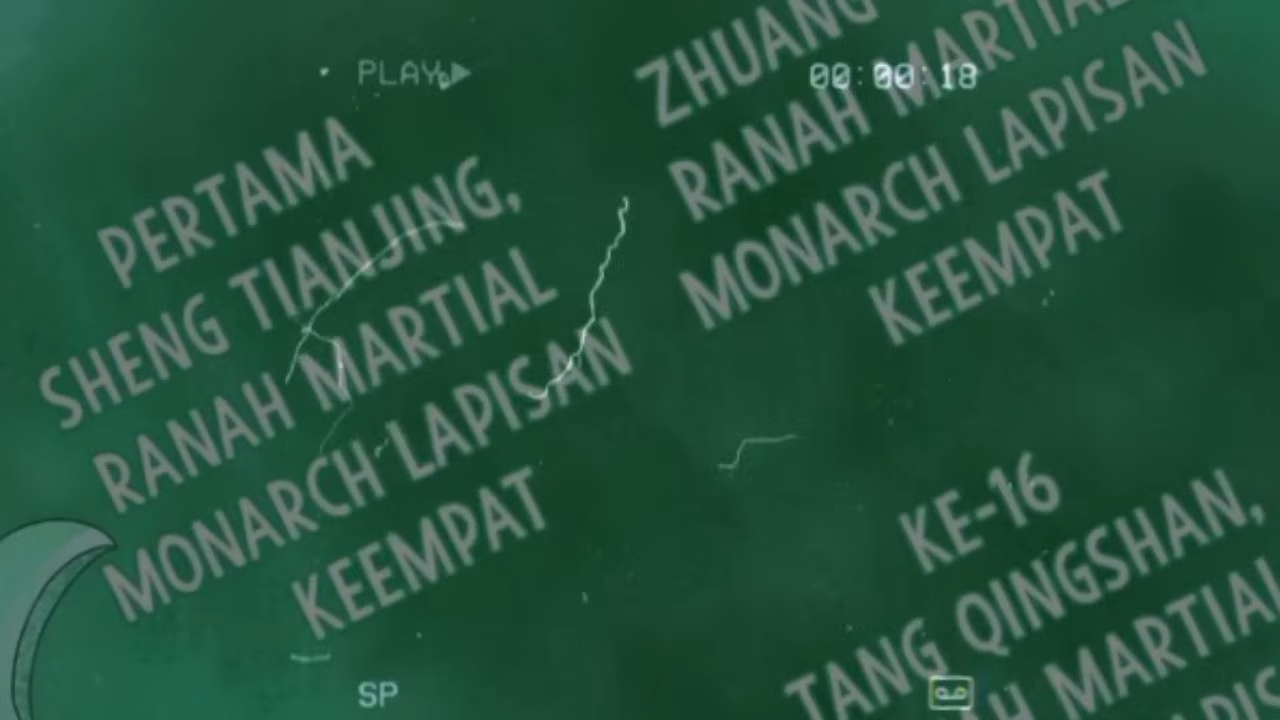 PLAY
00:00:18
PERTAMA
SHENG TIANJING,
RANAH MARTIAL
MONARCH LAPISAN
KEEMPAT
ZHUANG
RANAH MARTIAL
MONARCH LAPISAN
KEEMPAT
KE-16
TANG QINGSHAN,
MARTIAL
SP